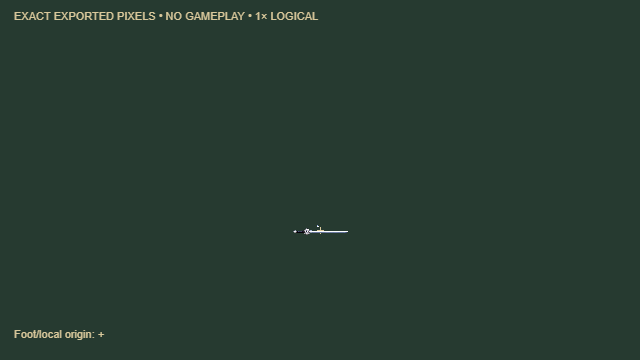 EXACT EXPORTED PIXELS • NO GAMEPLAY • 1× LOGICAL
Foot/local origin: +